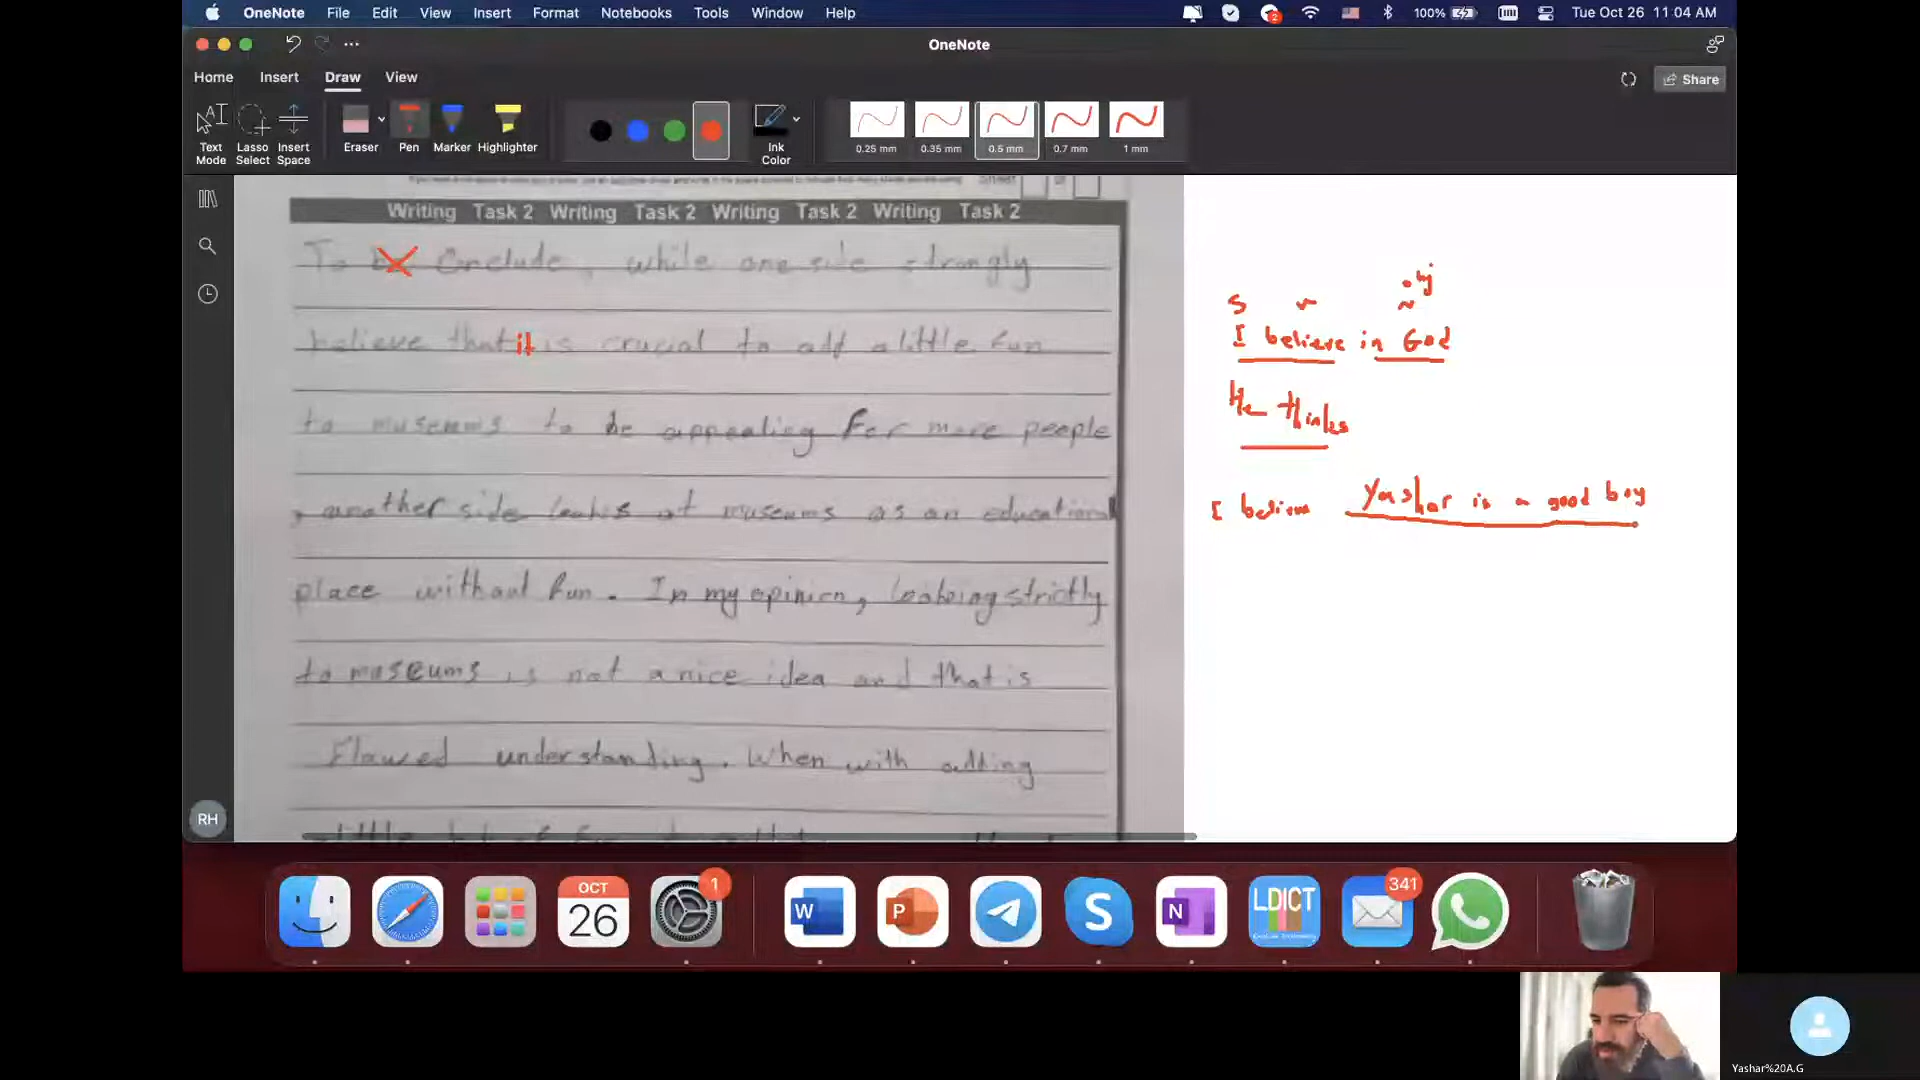 OneNote File Edit View Insert Format Notebooks Tools Window Help 2 100% Tue Oct 26 11:04 AM
OneNote
Home Insert Draw View Share
Text Mode
Lasso Select
Insert Space
Eraser
Pen
Marker
Highlighter
Ink Color
0.25 mm
0.35 mm
0.5 mm
0.7 mm
1 mm
Writing Task 2 Writing Task 2 Writing Task 2 Writing Task 2
To be conclude, while one side strongly
believe that it is crucial to add a little fun
to museums to be appealing for more people
, another side looks at museums as an educational
place without fun. In my opinion, looking strictly
to museums is not a nice idea and that is
Flawed understanding. When with adding
S v obj
n
I believe in God
He thinks
I believe Yashar is a good boy
RH
OCT
26
1
W
P
S
N
LDICT
341
Yashar%20A.G